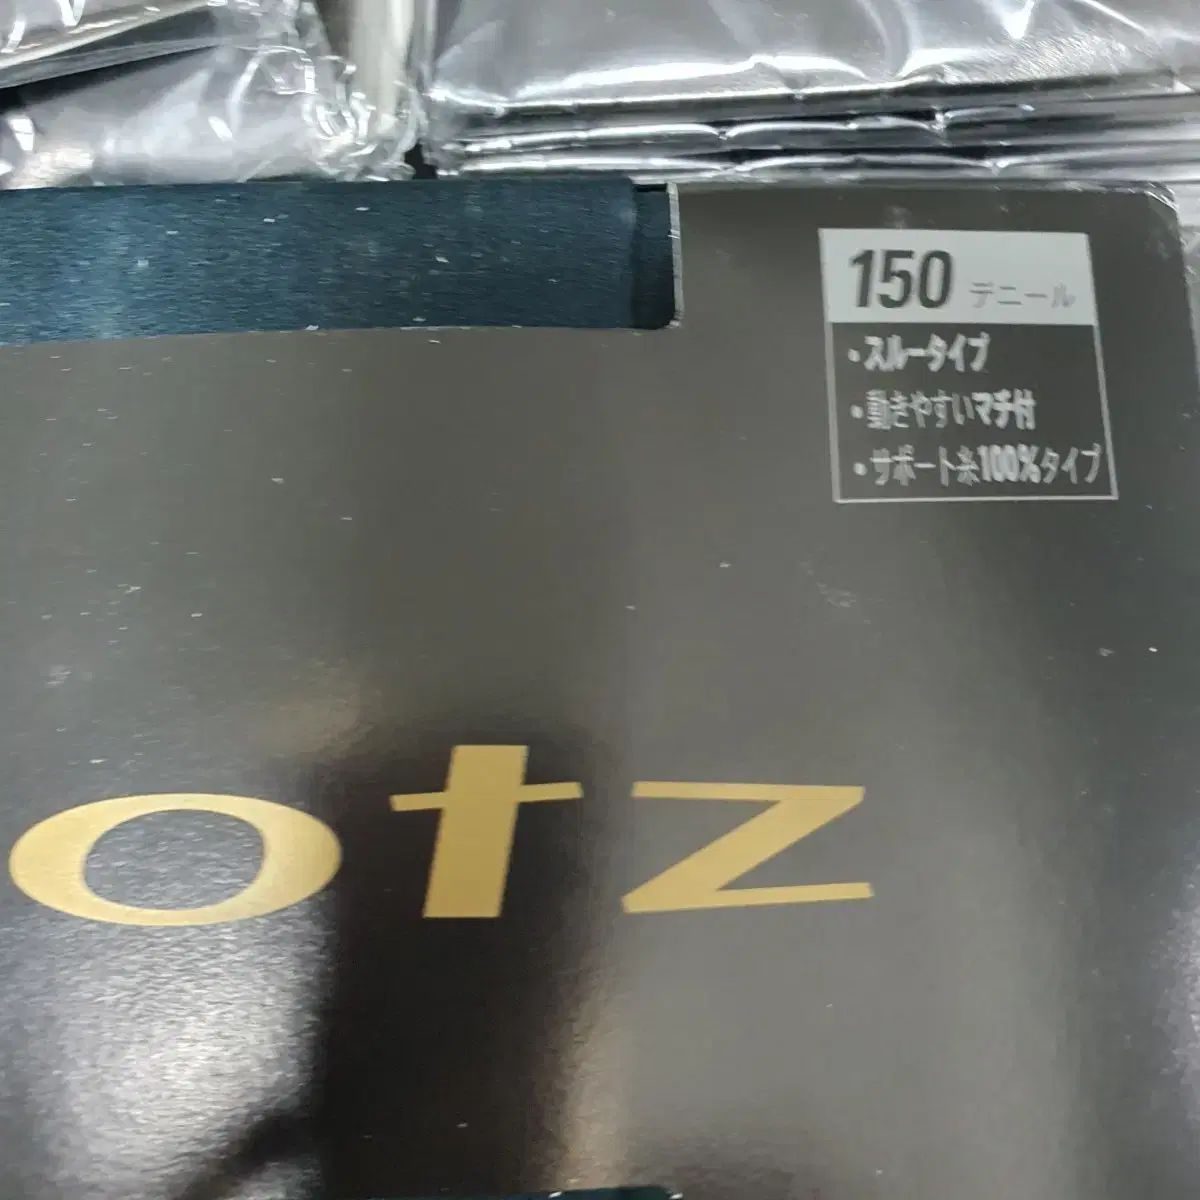 150 デニール
・スルータイプ
・動きやすいマチ付
・サポート糸100%タイプ
otz